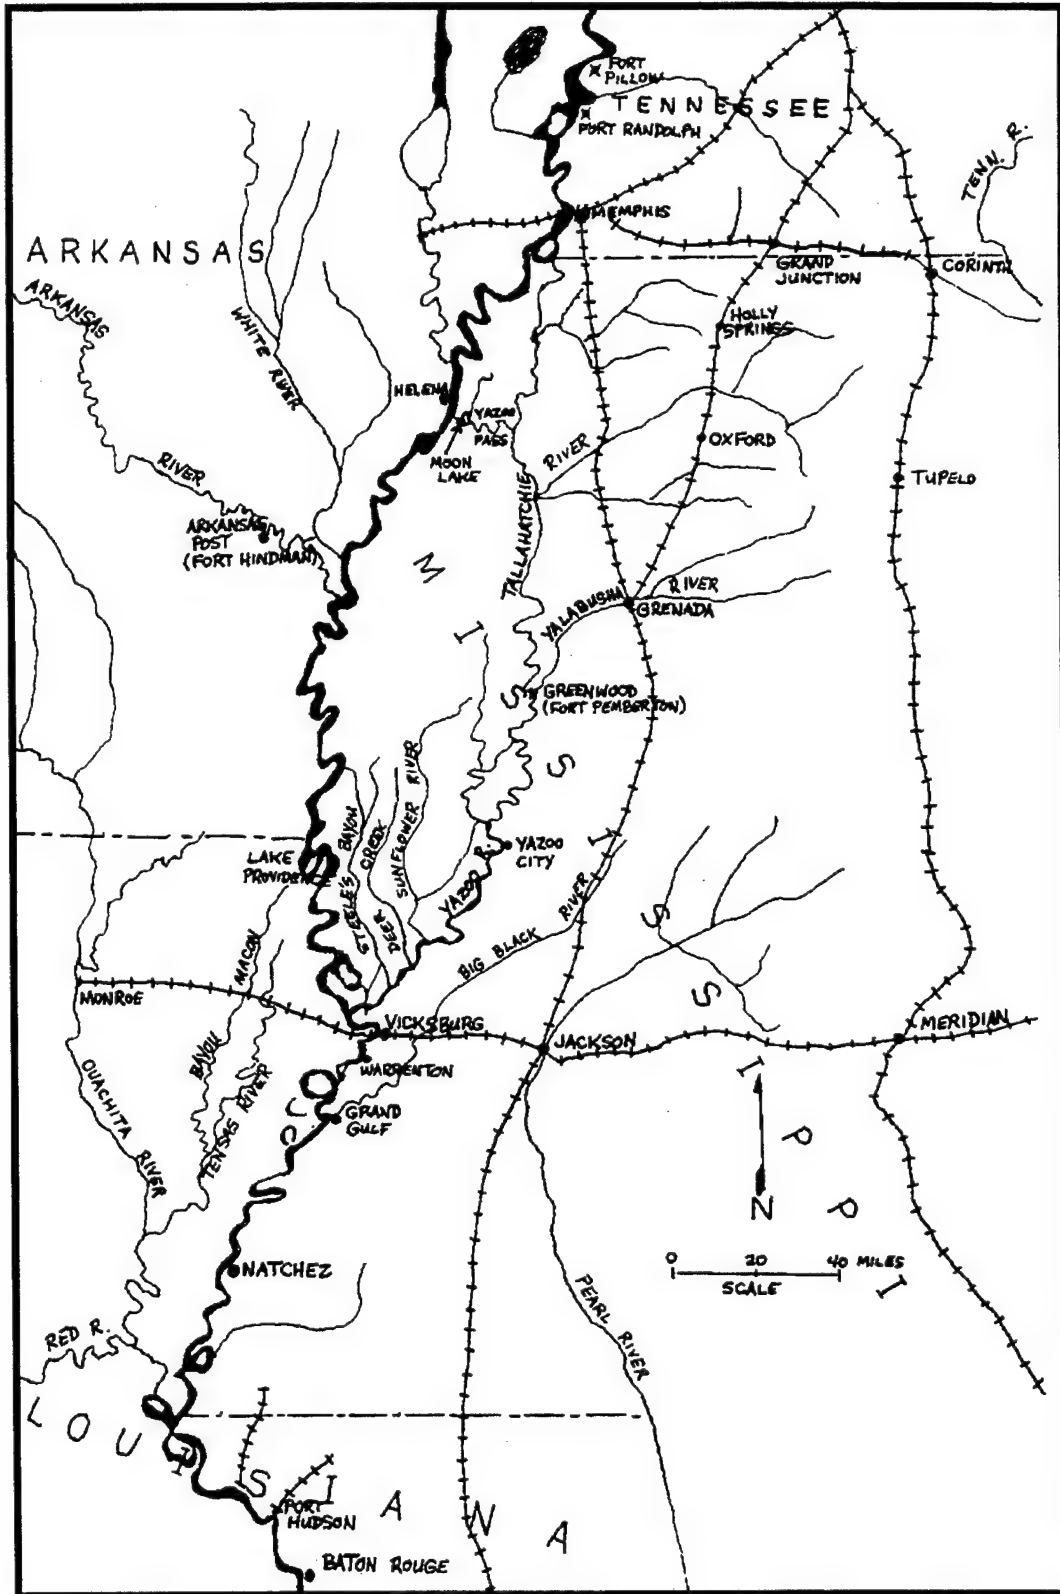 FORT
PILLOW
TENNESSEE
FORT RANDOLPH
TENN. R.
MEMPHIS
ARKANSAS
GRAND
JUNCTION
CORINTH
ARKANSAS
RIVER
WHITE RIVER
HOLLY
SPRINGS
HELENA
YAZOO
PASS
MOON
LAKE
RIVER
OXFORD
TUPELO
TALLAHATCHIE
ARKANSAS
POST
(FORT HINDMAN)
YALABUSHA
RIVER
GRENADA
GREENWOOD
(FORT PEMBERTON)
MISSISSIPPI
LAKE
PROVIDENCE
STEELE'S BAYOU
DEER CREEK
SUNFLOWER RIVER
YAZOO R.
YAZOO
CITY
BIG BLACK RIVER
MONROE
BAYOU MACON
VICKSBURG
JACKSON
MERIDIAN
WARRENTON
OUACHITA RIVER
TENSAS RIVER
GRAND
GULF
N
NATCHEZ
0 20 40 MILES
SCALE
PEARL RIVER
RED R.
LOUISIANA
PORT
HUDSON
BATON ROUGE